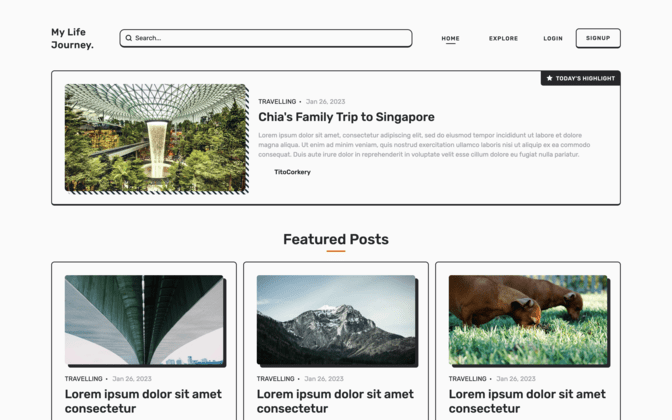 My Life
Journey.
Search...
HOME
EXPLORE
LOGIN
SIGNUP
TODAY'S HIGHLIGHT
TRAVELLING • Jan 26, 2023
Chia's Family Trip to Singapore
Lorem ipsum dolor sit amet, consectetur adipiscing elit, sed do eiusmod tempor incididunt ut labore et dolore
magna aliqua. Ut enim ad minim veniam, quis nostrud exercitation ullamco laboris nisi ut aliquip ex ea commodo
consequat. Duis aute irure dolor in reprehenderit in voluptate velit esse cillum dolore eu fugiat nulla pariatur.
TitoCorkery
Featured Posts
TRAVELLING • Jan 26, 2023
Lorem ipsum dolor sit amet
consectetur
TRAVELLING • Jan 26, 2023
Lorem ipsum dolor sit amet
consectetur
TRAVELLING • Jan 26, 2023
Lorem ipsum dolor sit amet
consectetur